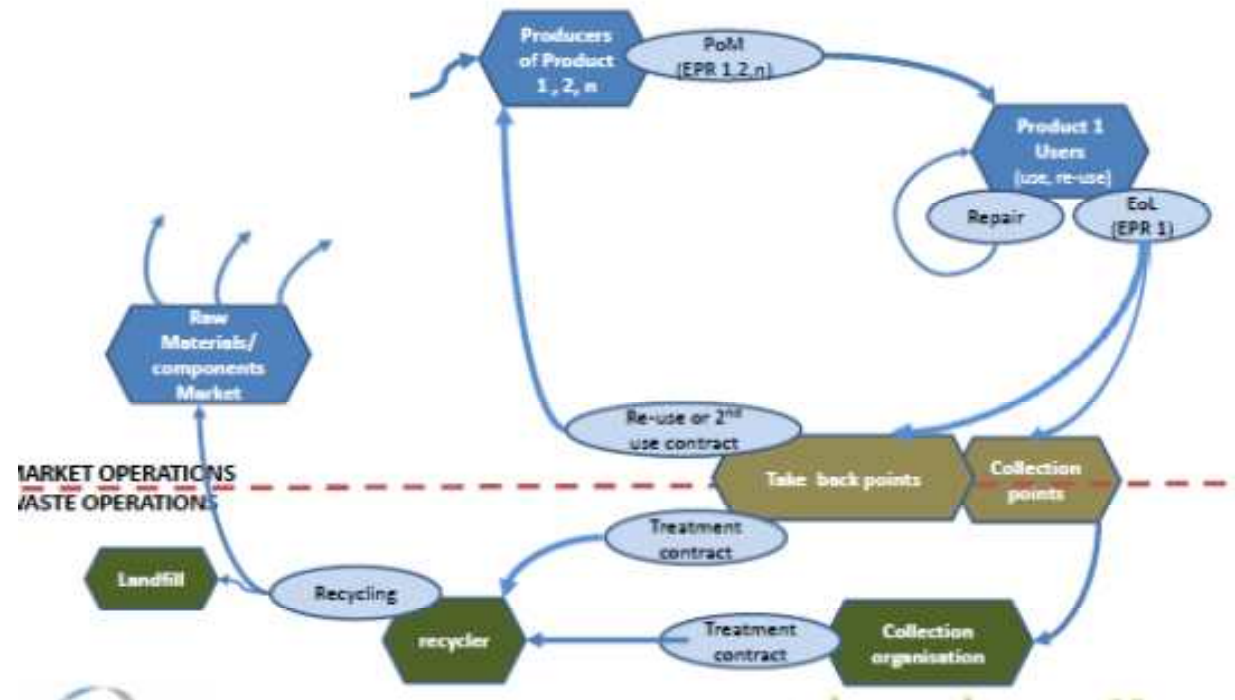 Producers
of Product
1, 2, n
PoM
(EPR 1,2,n)
Product 1
Users
(use, re-use)
Repair
EoL
(EPR 1)
Raw
Materials/
components
Market
Re-use or 2nd
use contract
Take back points
Collection
points
MARKET OPERATIONS
WASTE OPERATIONS
Treatment
contract
Landfill
Recycling
recycler
Treatment
contract
Collection
organisation